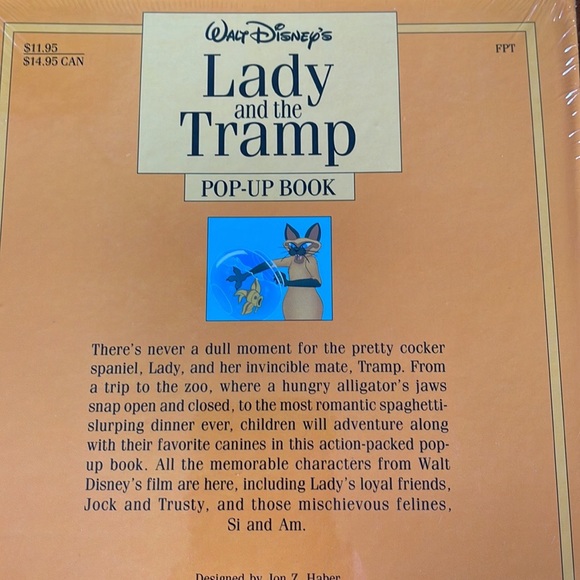 WALT DISNEY'S
$11.95
$14.95 CAN
FPT
Lady
and the
Tramp
POP-UP BOOK
There's never a dull moment for the pretty cocker
spaniel, Lady, and her invincible mate, Tramp. From
a trip to the zoo, where a hungry alligator's jaws
snap open and closed, to the most romantic spaghetti-
slurping dinner ever, children will adventure along
with their favorite canines in this action-packed pop-
up book. All the memorable characters from Walt
Disney's film are here, including Lady's loyal friends,
Jock and Trusty, and those mischievous felines,
Si and Am.
Designed by Jon Z. Haber